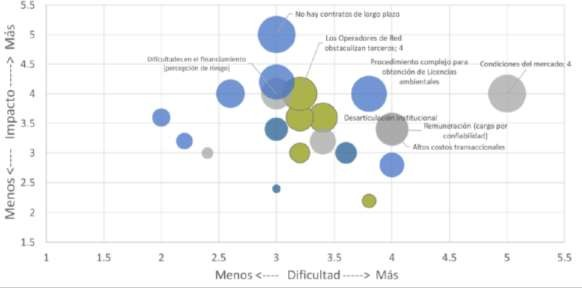 5.5
5
4.5
4
3.5
3
2.5
2
1.5
Menos <---- Impacto ----> Más
No hay contratos de largo plazo
Los Operadores de Red
obstaculizan terceros; 4
Dificultades en el financiamiento
(percepción de riesgo)
Procedimiento complejo para
obtención de Licencias
ambientales
Condiciones del mercado; 4
Desarticulación institucional
Remuneración (cargo por
confiabilidad)
Altos costos transaccionales
1 1.5 2 2.5 3 3.5 4 4.5 5 5.5
Menos <---- Dificultad ----> Más